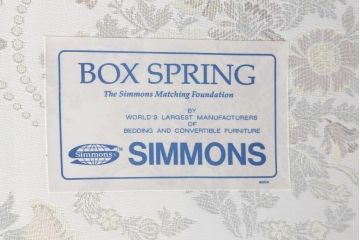 BOX SPRING
The Simmons Matching Foundation
BY
WORLD'S LARGEST MANUFACTURERS
OF
BEDDING AND CONVERTIBLE FURNITURE
Simmons
SIMMONS